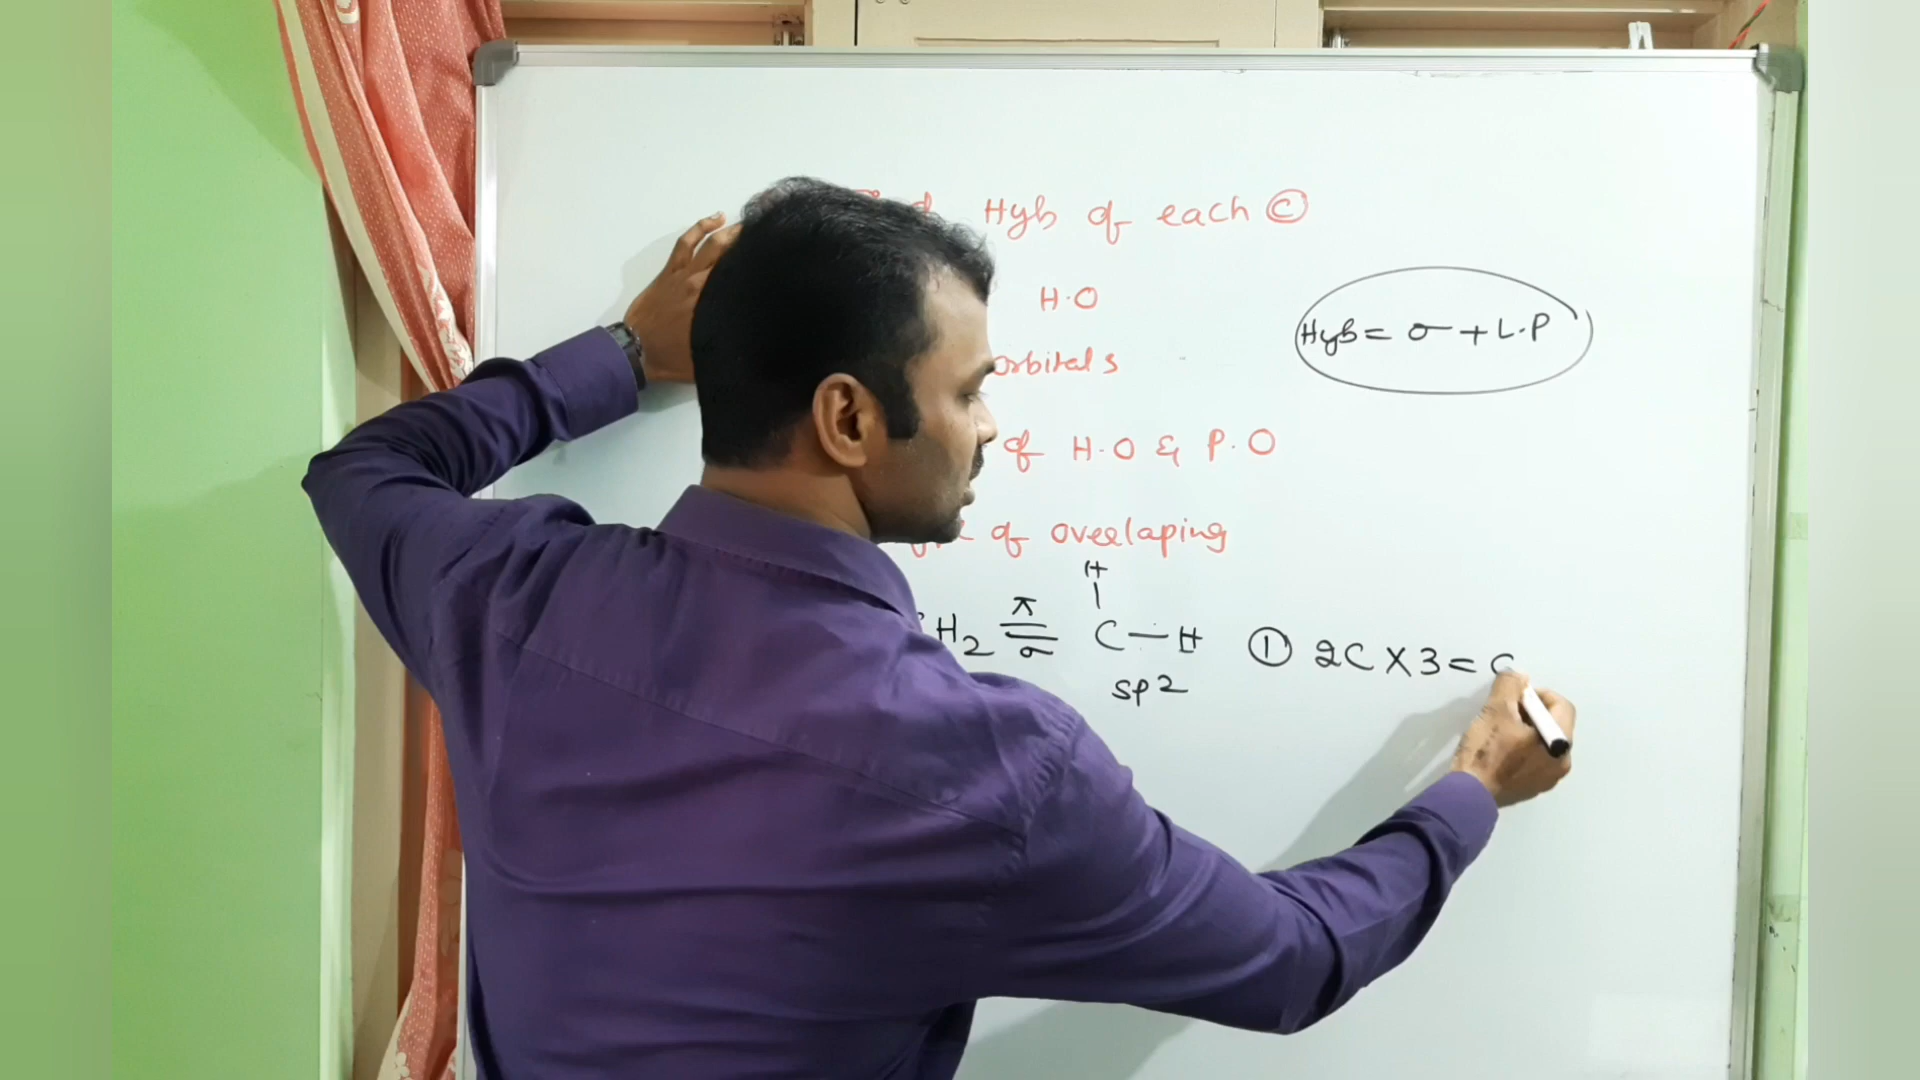 Hyb of each ©
H.O
Hyb = σ + L.P
orbitals
of H.O & P.O
of overlaping
H
H2 π σ C — H
① 2C X 3 =
sp2